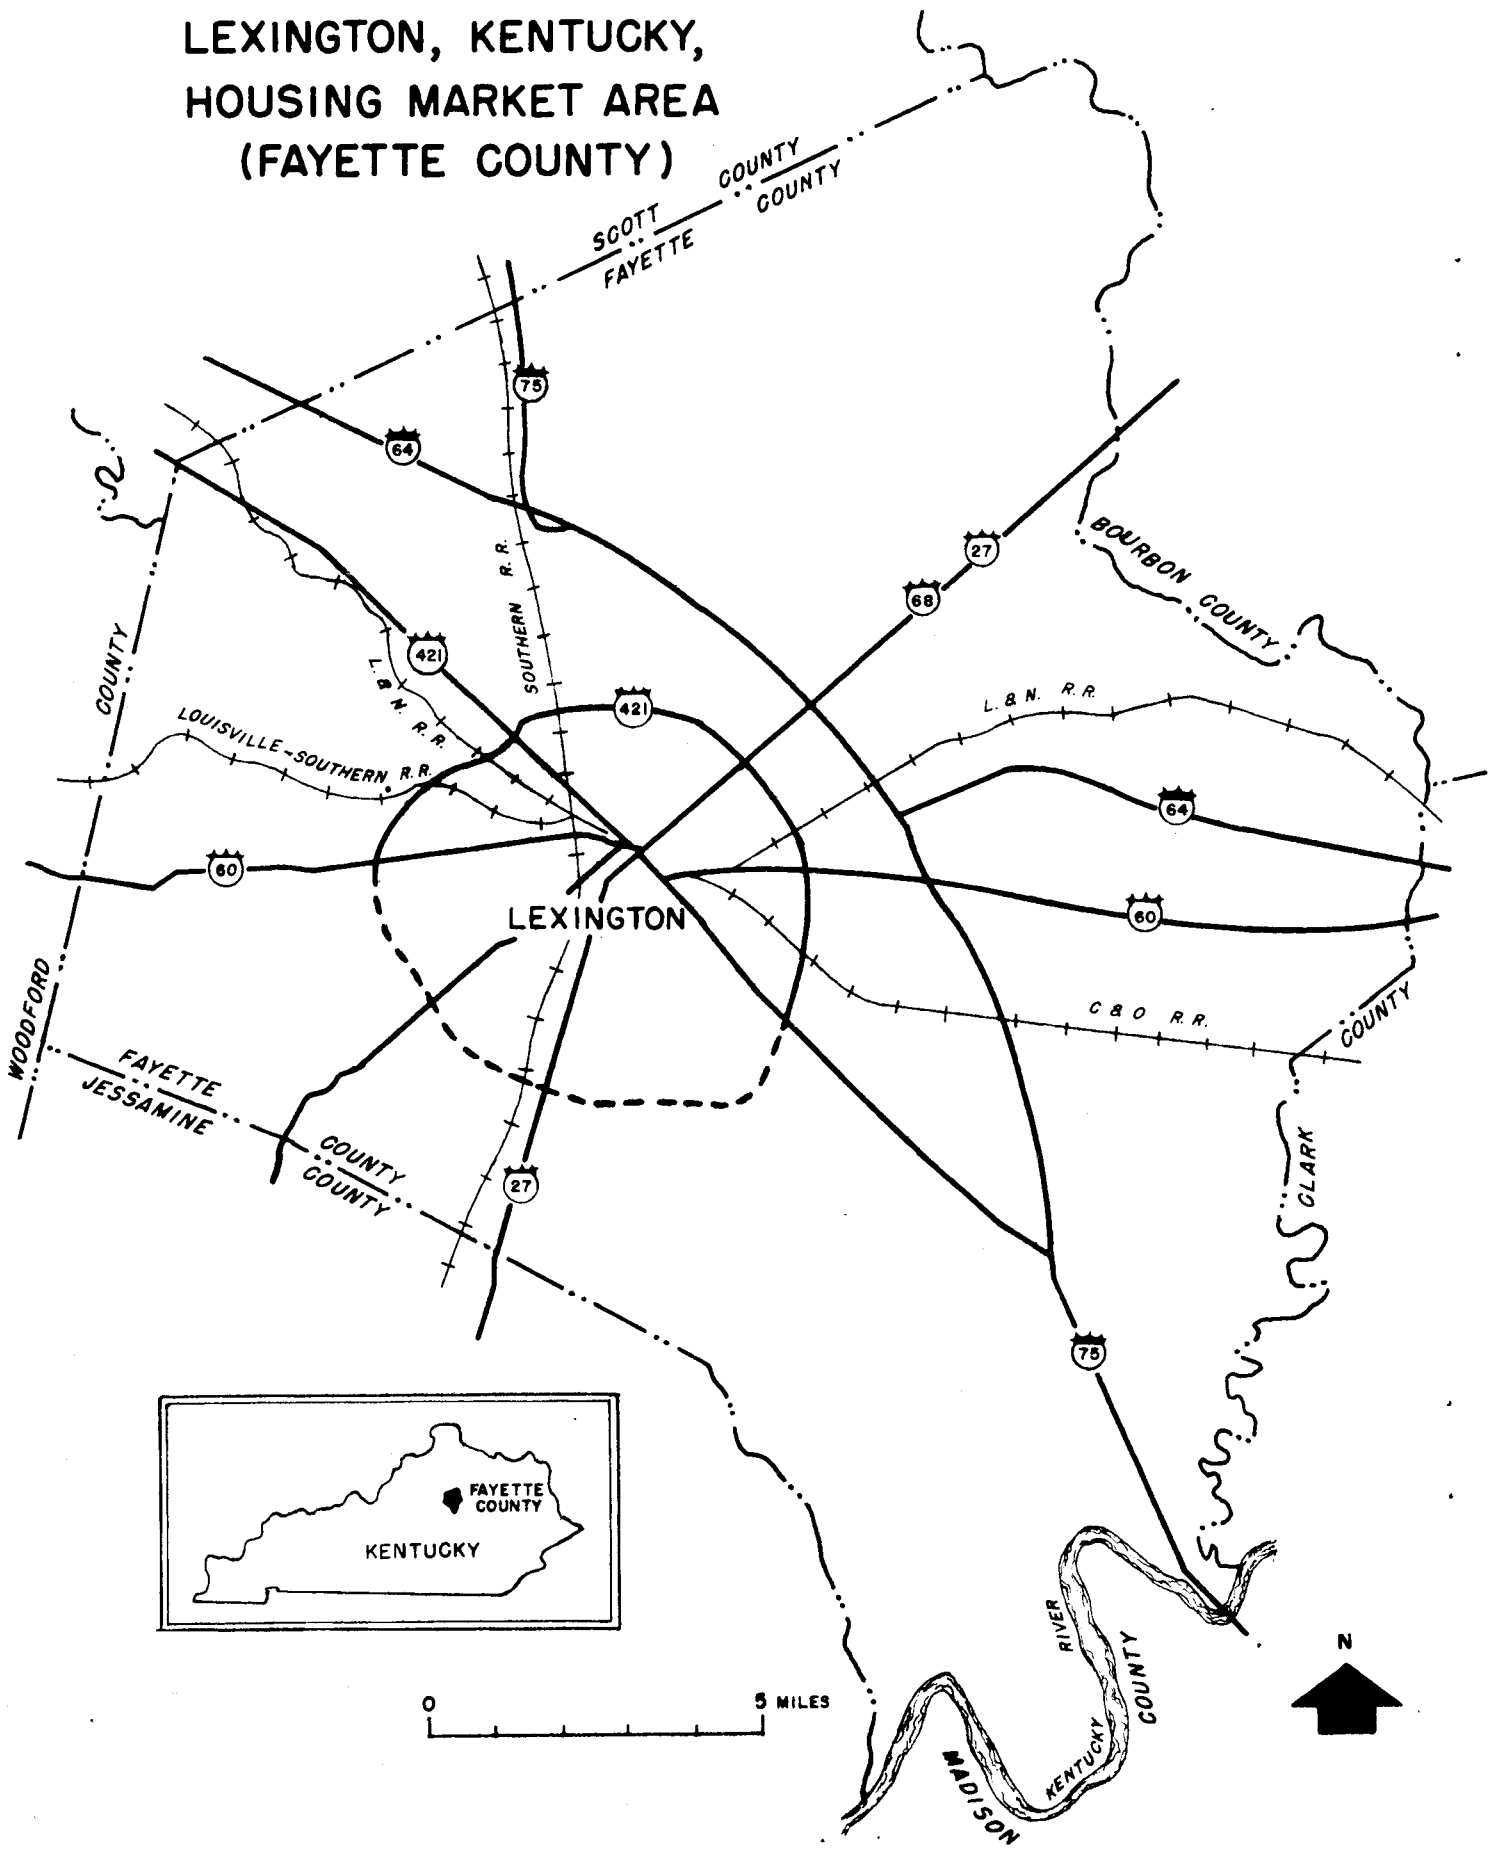 LEXINGTON, KENTUCKY,
HOUSING MARKET AREA
(FAYETTE COUNTY)
SCOTT COUNTY
FAYETTE COUNTY
75
64
27
68
BOURBON COUNTY
SOUTHERN R. R.
421
421
L. & N. R. R.
L. & N. R. R.
LOUISVILLE-SOUTHERN R. R.
64
60
60
LEXINGTON
C & O R. R.
WOODFORD COUNTY
FAYETTE COUNTY
JESSAMINE COUNTY
CLARK COUNTY
27
75
FAYETTE
COUNTY
KENTUCKY
KENTUCKY RIVER
MADISON COUNTY
0 5 MILES
N